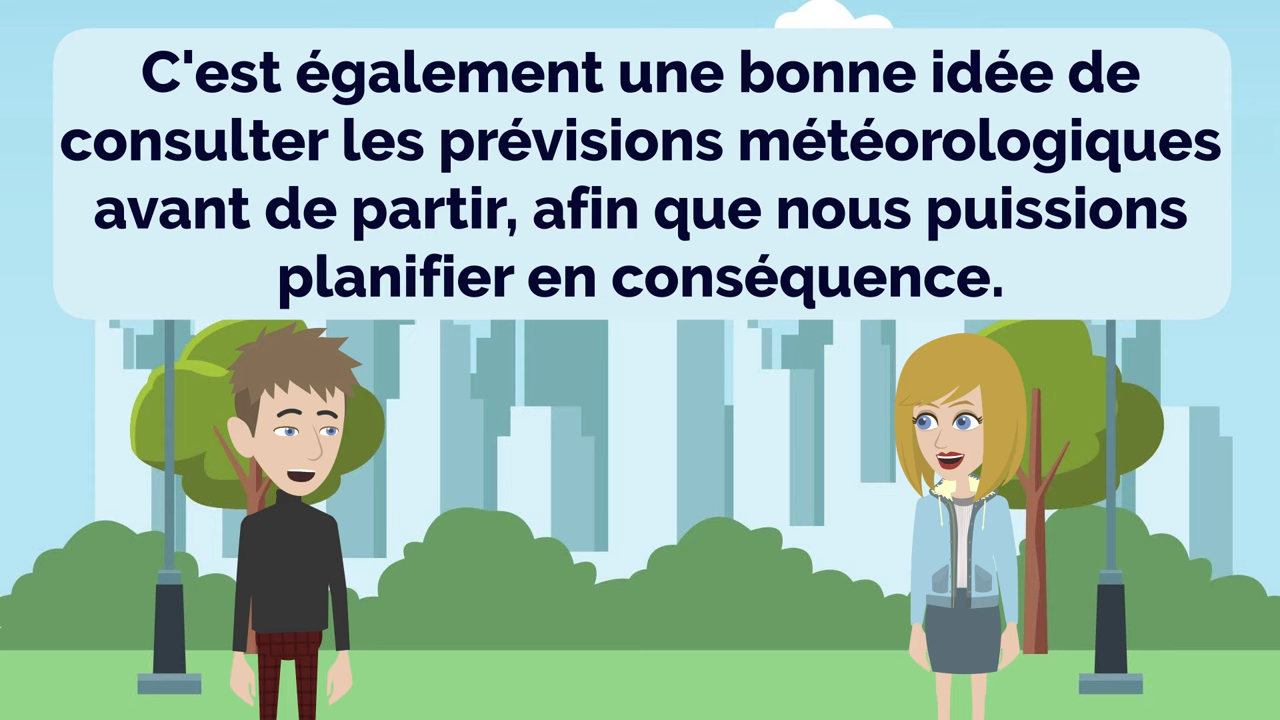 C'est également une bonne idée de
consulter les prévisions météorologiques
avant de partir, afin que nous puissions
planifier en conséquence.